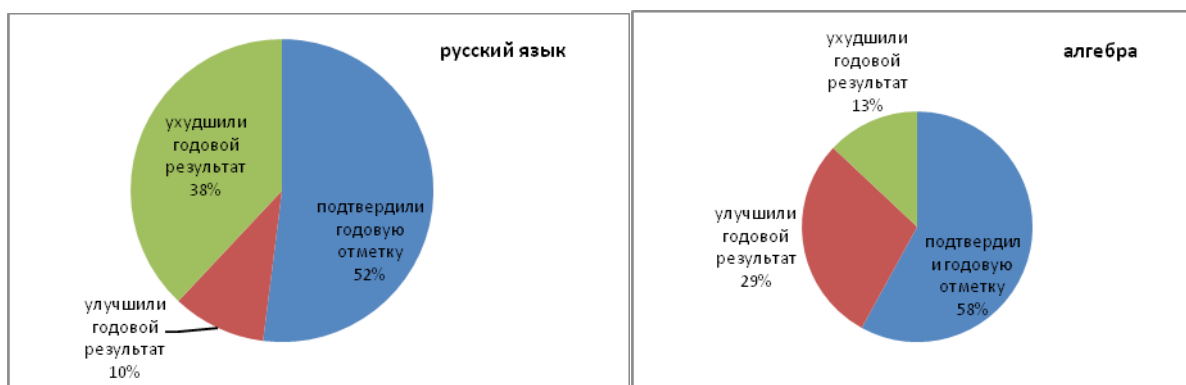 русский язык
ухудшили
годовой
результат
38%
подтвердили
годовую
отметку
52%
улучшили
годовой
результат
10%
алгебра
ухудшили
годовой
результат
13%
улучшили
годовой
результат
29%
подтвердил
и годовую
отметку
58%